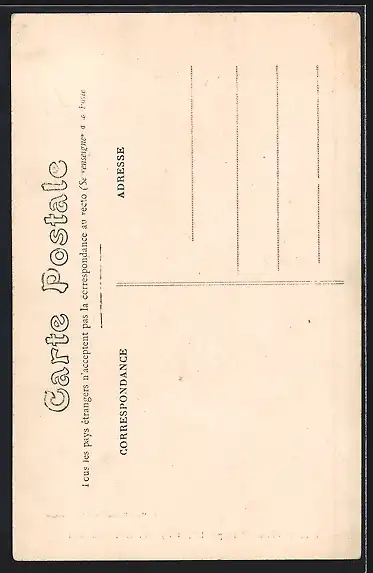 Carte Postale
Tous les pays étrangers n'acceptent pas la correspondance au recto (Se renseigner à la Poste
CORRESPONDANCE
ADRESSE